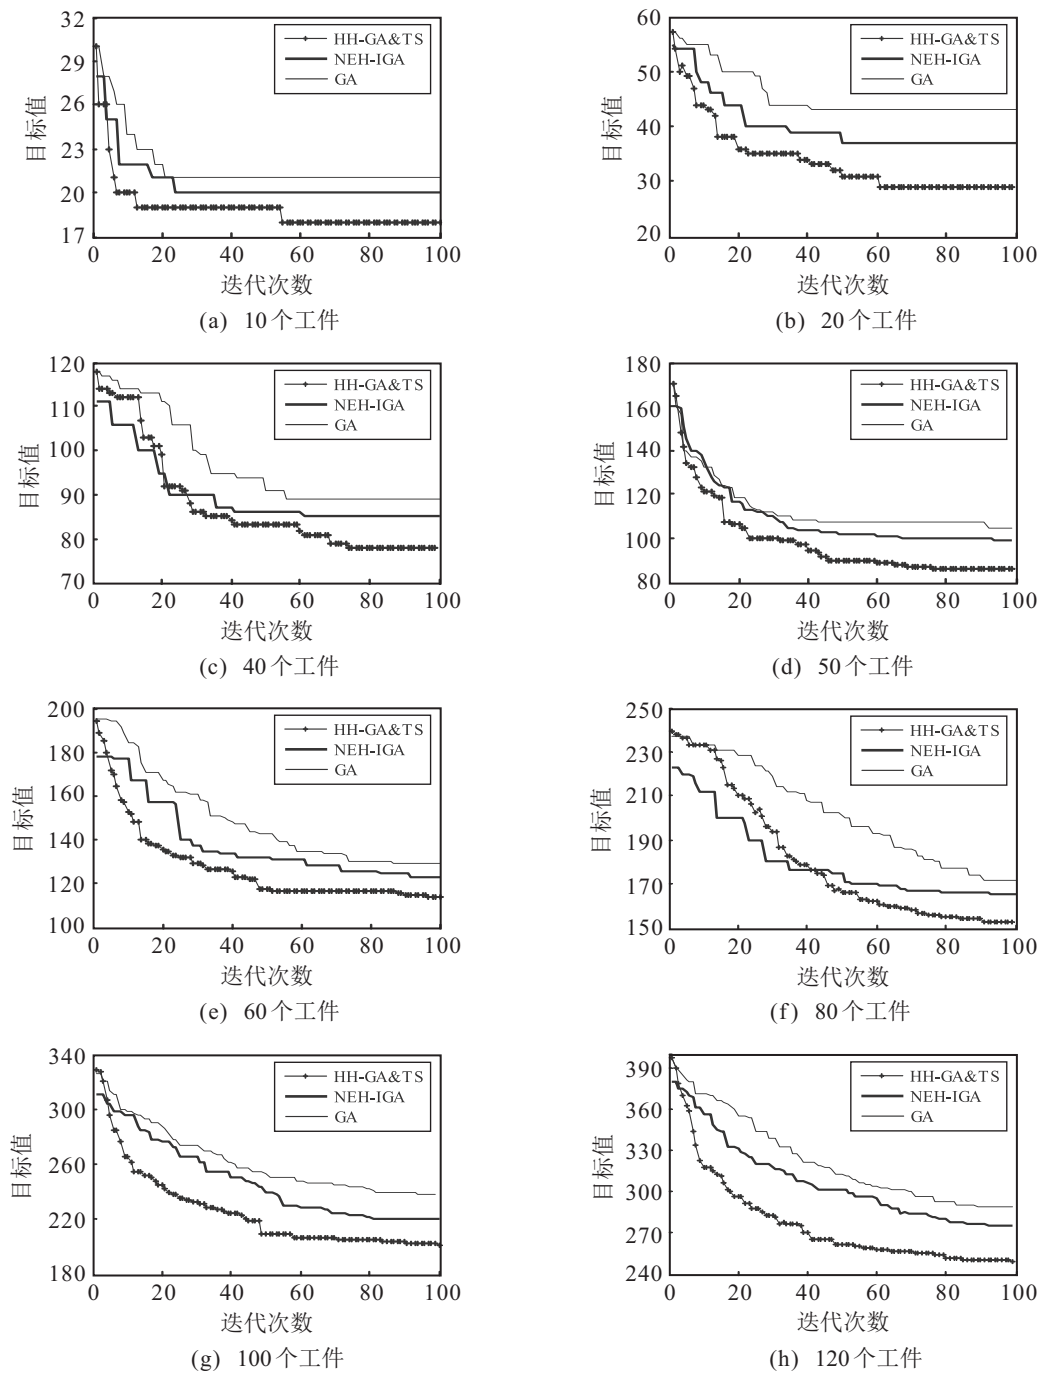 32
29
26
23
20
17
目标值
HH-GA&TS
NEH-IGA
GA
0 20 40 60 80 100
迭代次数
(a) 10个工件
60
50
40
30
20
目标值
HH-GA&TS
NEH-IGA
GA
0 20 40 60 80 100
迭代次数
(b) 20个工件
120
110
100
90
80
70
目标值
HH-GA&TS
NEH-IGA
GA
0 20 40 60 80 100
迭代次数
(c) 40个工件
180
160
140
120
100
80
目标值
HH-GA&TS
NEH-IGA
GA
0 20 40 60 80 100
迭代次数
(d) 50个工件
200
180
160
140
120
100
目标值
HH-GA&TS
NEH-IGA
GA
0 20 40 60 80 100
迭代次数
(e) 60个工件
250
230
210
190
170
150
目标值
HH-GA&TS
NEH-IGA
GA
0 20 40 60 80 100
迭代次数
(f) 80个工件
340
300
260
220
180
目标值
HH-GA&TS
NEH-IGA
GA
0 20 40 60 80 100
迭代次数
(g) 100个工件
390
360
330
300
270
240
目标值
HH-GA&TS
NEH-IGA
GA
0 20 40 60 80 100
迭代次数
(h) 120个工件